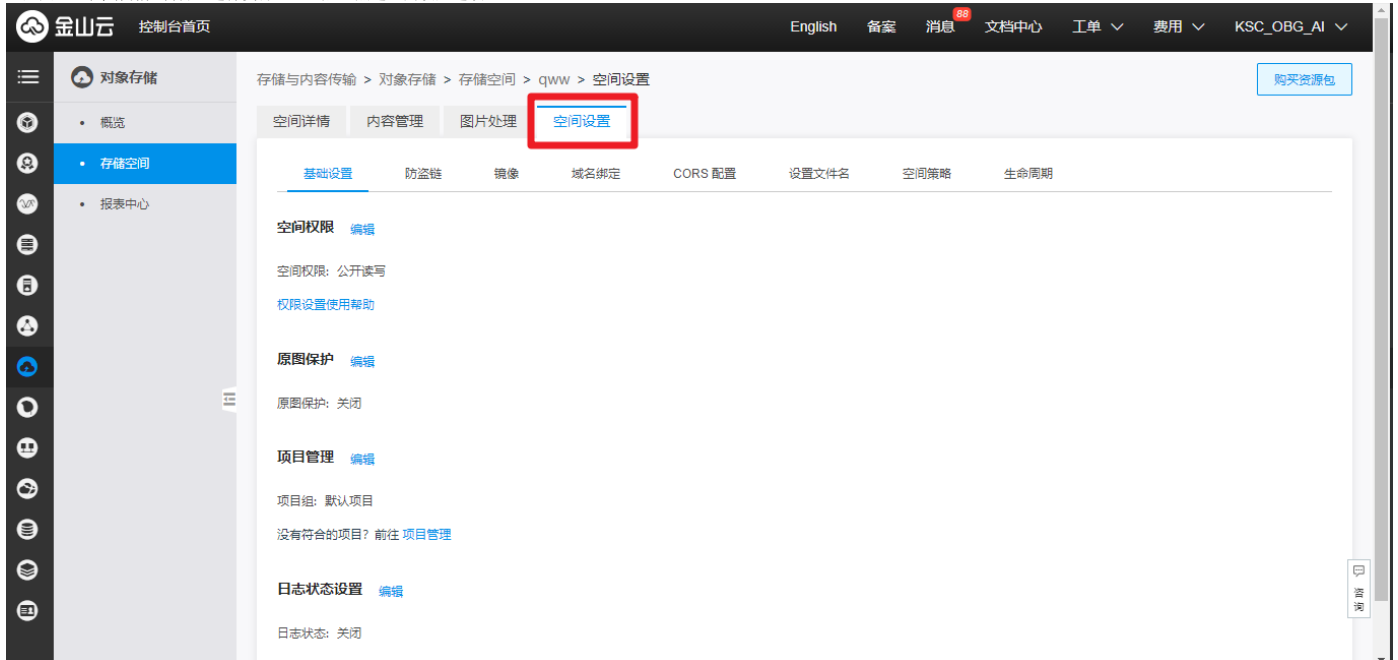 金山云 控制台首页 English 备案 消息 88 文档中心 工单 费用 KSC_OBG_AI
对象存储
概览
存储空间
报表中心
存储与内容传输 > 对象存储 > 存储空间 > qww > 空间设置 购买资源包
空间详情 内容管理 图片处理 空间设置
基础设置 防盗链 镜像 域名绑定 CORS 配置 设置文件名 空间策略 生命周期
空间权限 编辑
空间权限: 公开读写
权限设置使用帮助
原图保护 编辑
原图保护: 关闭
项目管理 编辑
项目组: 默认项目
没有符合的项目? 前往 项目管理
日志状态设置 编辑
日志状态: 关闭
咨询